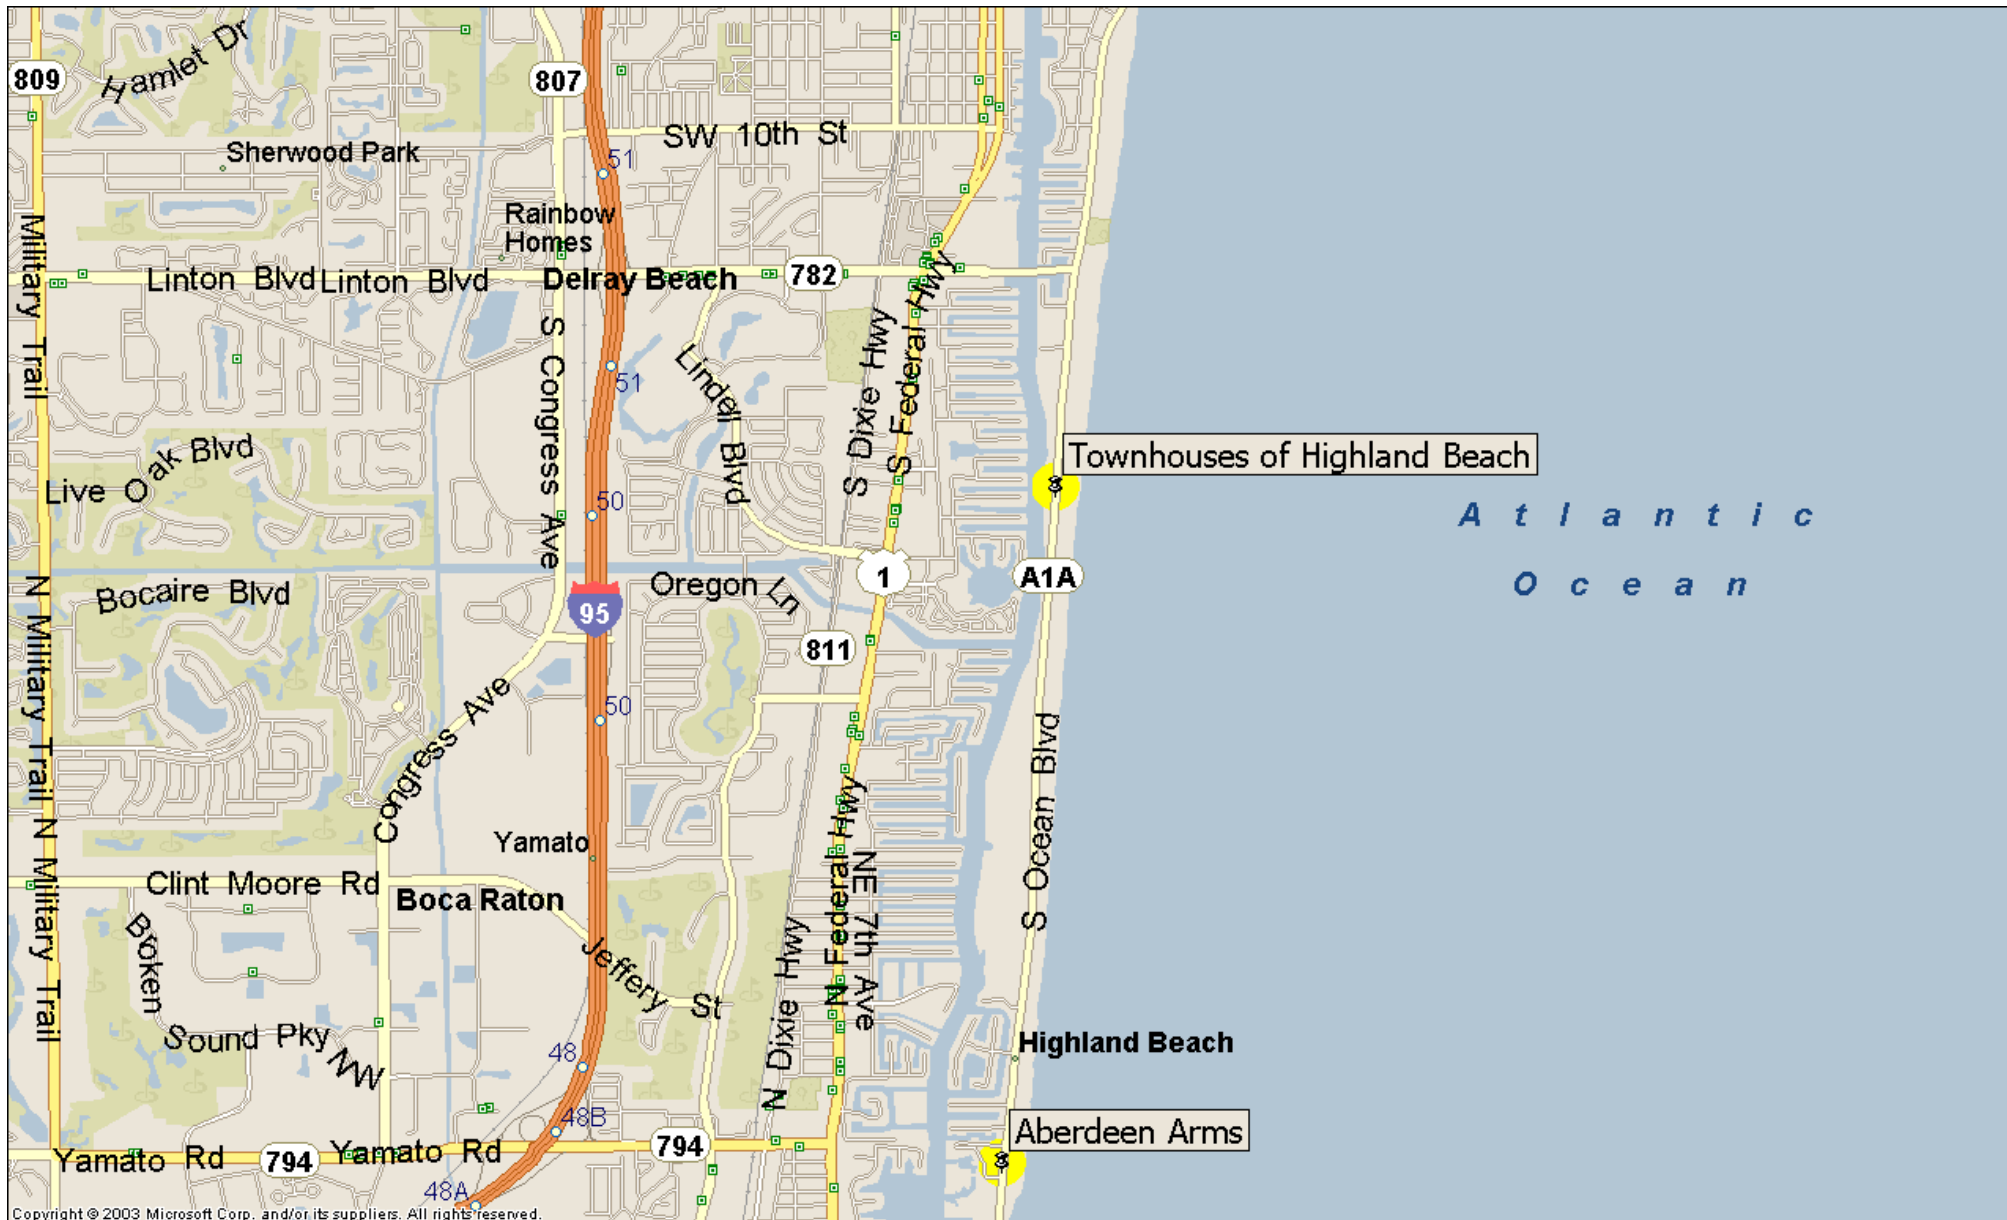 Hamlet Dr
809
807
SW 10th St
Sherwood Park
51
Rainbow
Homes
Military Trail
Linton Blvd
Linton Blvd
Delray Beach
782
S Congress Ave
51
Lindell Blvd
S Dixie Hwy
S Federal Hwy
Townhouses of Highland Beach
Live Oak Blvd
50
Atlantic
Ocean
1
A1A
Bocaire Blvd
95
Oregon Ln
811
N Military Trail
50
Congress Ave
S Ocean Blvd
Yamato
N Military Trail
Clint Moore Rd
Boca Raton
N Federal Hwy
NE 7th Ave
Broken Sound Pky NW
Jeffery St
N Dixie Hwy
48
Highland Beach
48B
Aberdeen Arms
Yamato Rd
794
Yamato Rd
794
48A
Copyright © 2003 Microsoft Corp. and/or its suppliers. All rights reserved.